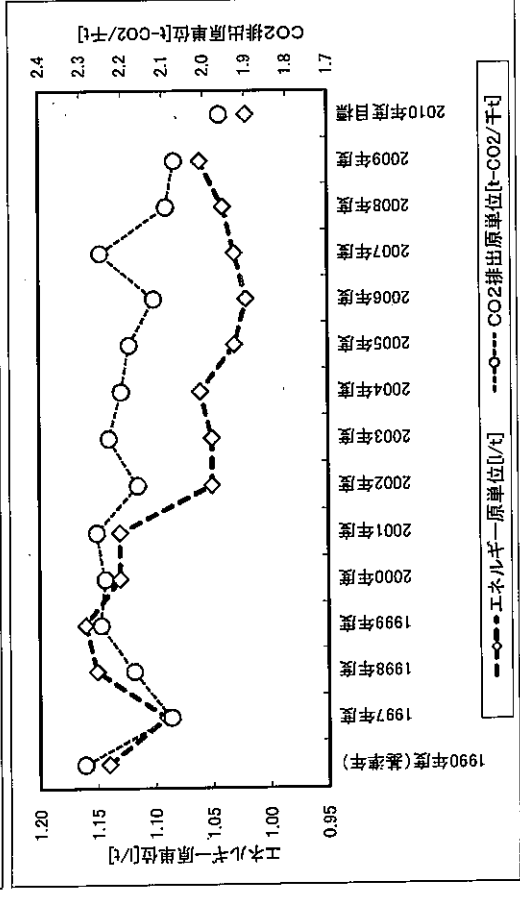 エネルギー原単位[l/t]
1.20
1.15
1.10
1.05
1.00
0.95
CO2排出原単位[t-CO2/千t]
2.4
2.3
2.2
2.1
2.0
1.9
1.8
1.7
1990年度(基準年)
1997年度
1998年度
1999年度
2000年度
2001年度
2002年度
2003年度
2004年度
2005年度
2006年度
2007年度
2008年度
2009年度
2010年度目標
エネルギー原単位[l/t] CO2排出原単位[t-CO2/千t]